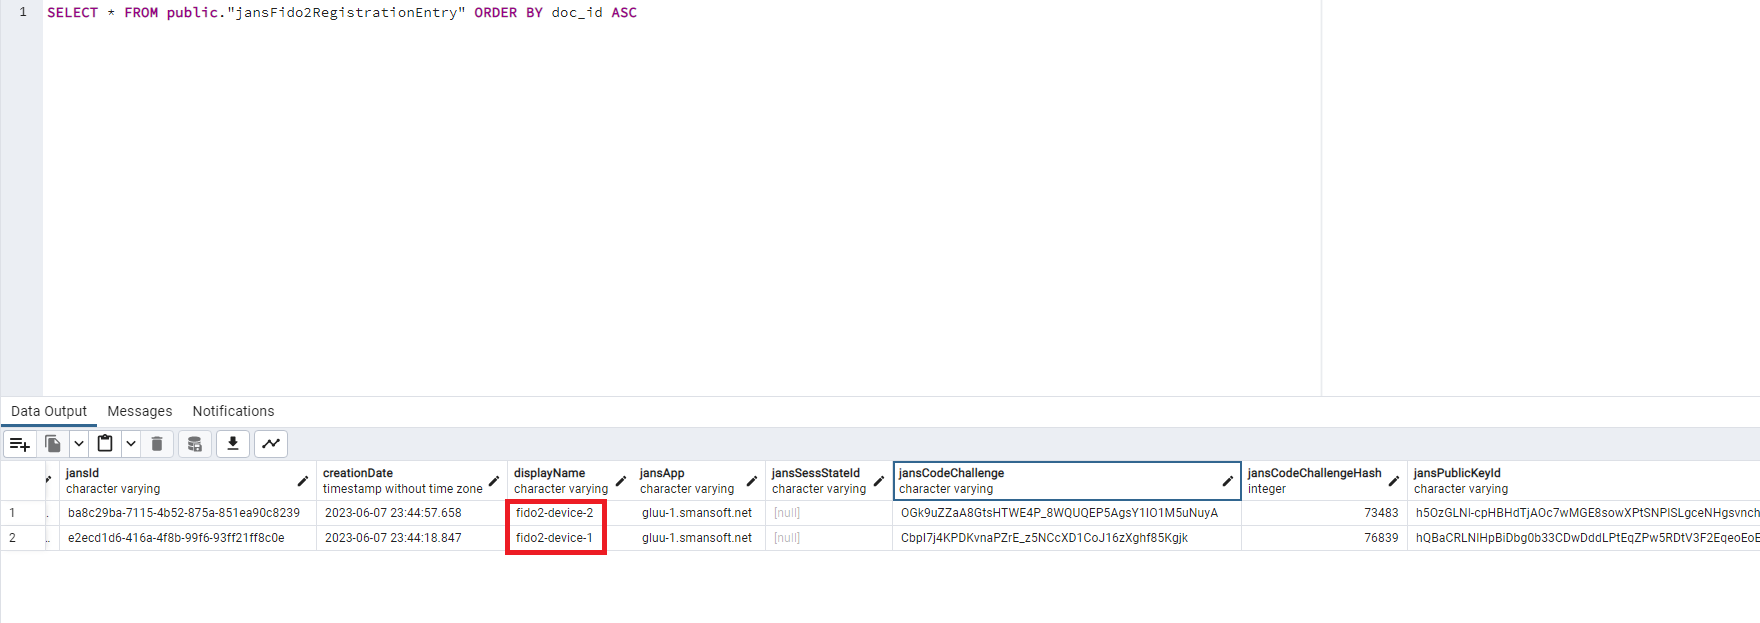 1 SELECT * FROM public."jansFido2RegistrationEntry" ORDER BY doc_id ASC
Data Output Messages Notifications
jansId creationDate displayName jansApp jansSessStateId jansCodeChallenge jansCodeChallengeHash jansPublicKeyId
character varying timestamp without time zone character varying character varying character varying character varying integer character varying
1 ba8c29ba-7115-4b52-875a-851ea90c8239 2023-06-07 23:44:57.658 fido2-device-2 gluu-1.smansoft.net [null] OGk9uZZaA8GtsHTWE4P_8WQUQEP5AgsY1IO1M5uNuyA 73483
2 e2ecd1d6-416a-4f8b-99f6-93ff21ff8c0e 2023-06-07 23:44:18.847 fido2-device-1 gluu-1.smansoft.net [null] CbpI7j4KPDKvnaPZrE_z5NCcXD1CoJ16zXghf85Kgjk 76839